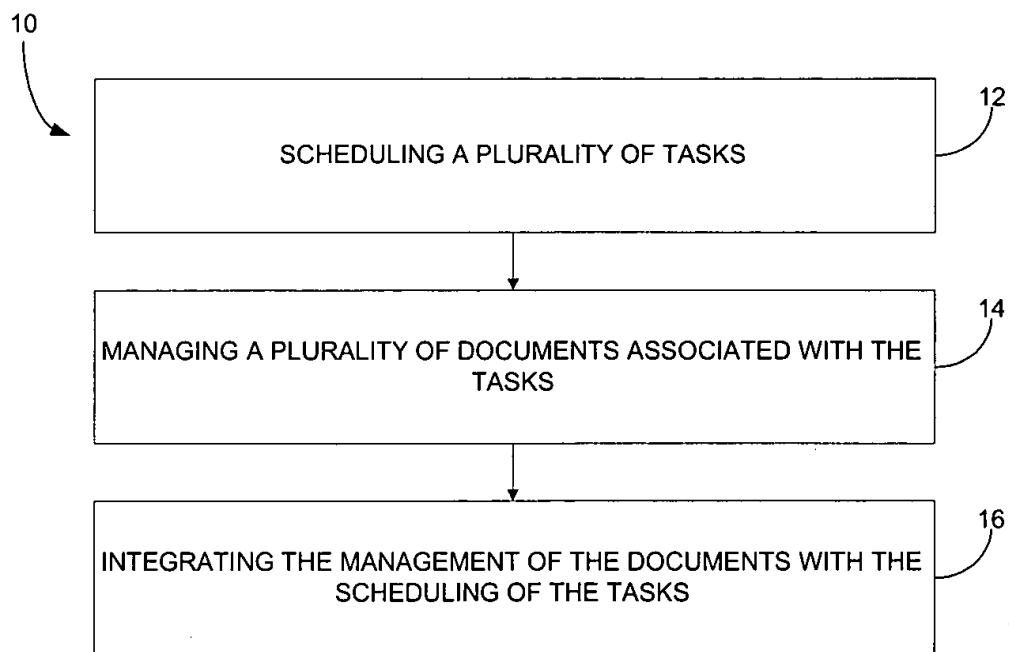 10
12
SCHEDULING A PLURALITY OF TASKS
14
MANAGING A PLURALITY OF DOCUMENTS ASSOCIATED WITH THE
TASKS
16
INTEGRATING THE MANAGEMENT OF THE DOCUMENTS WITH THE
SCHEDULING OF THE TASKS